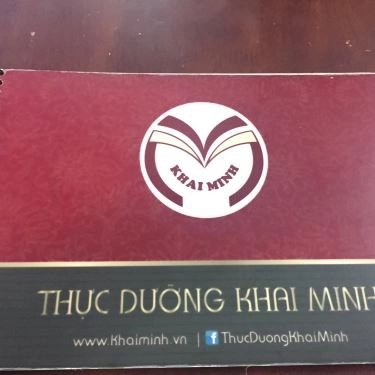 KHAI MINH
THỰC DƯỠNG KHAI MINH
www.khaiminh.vn | f ThucDuongKhaiMinh